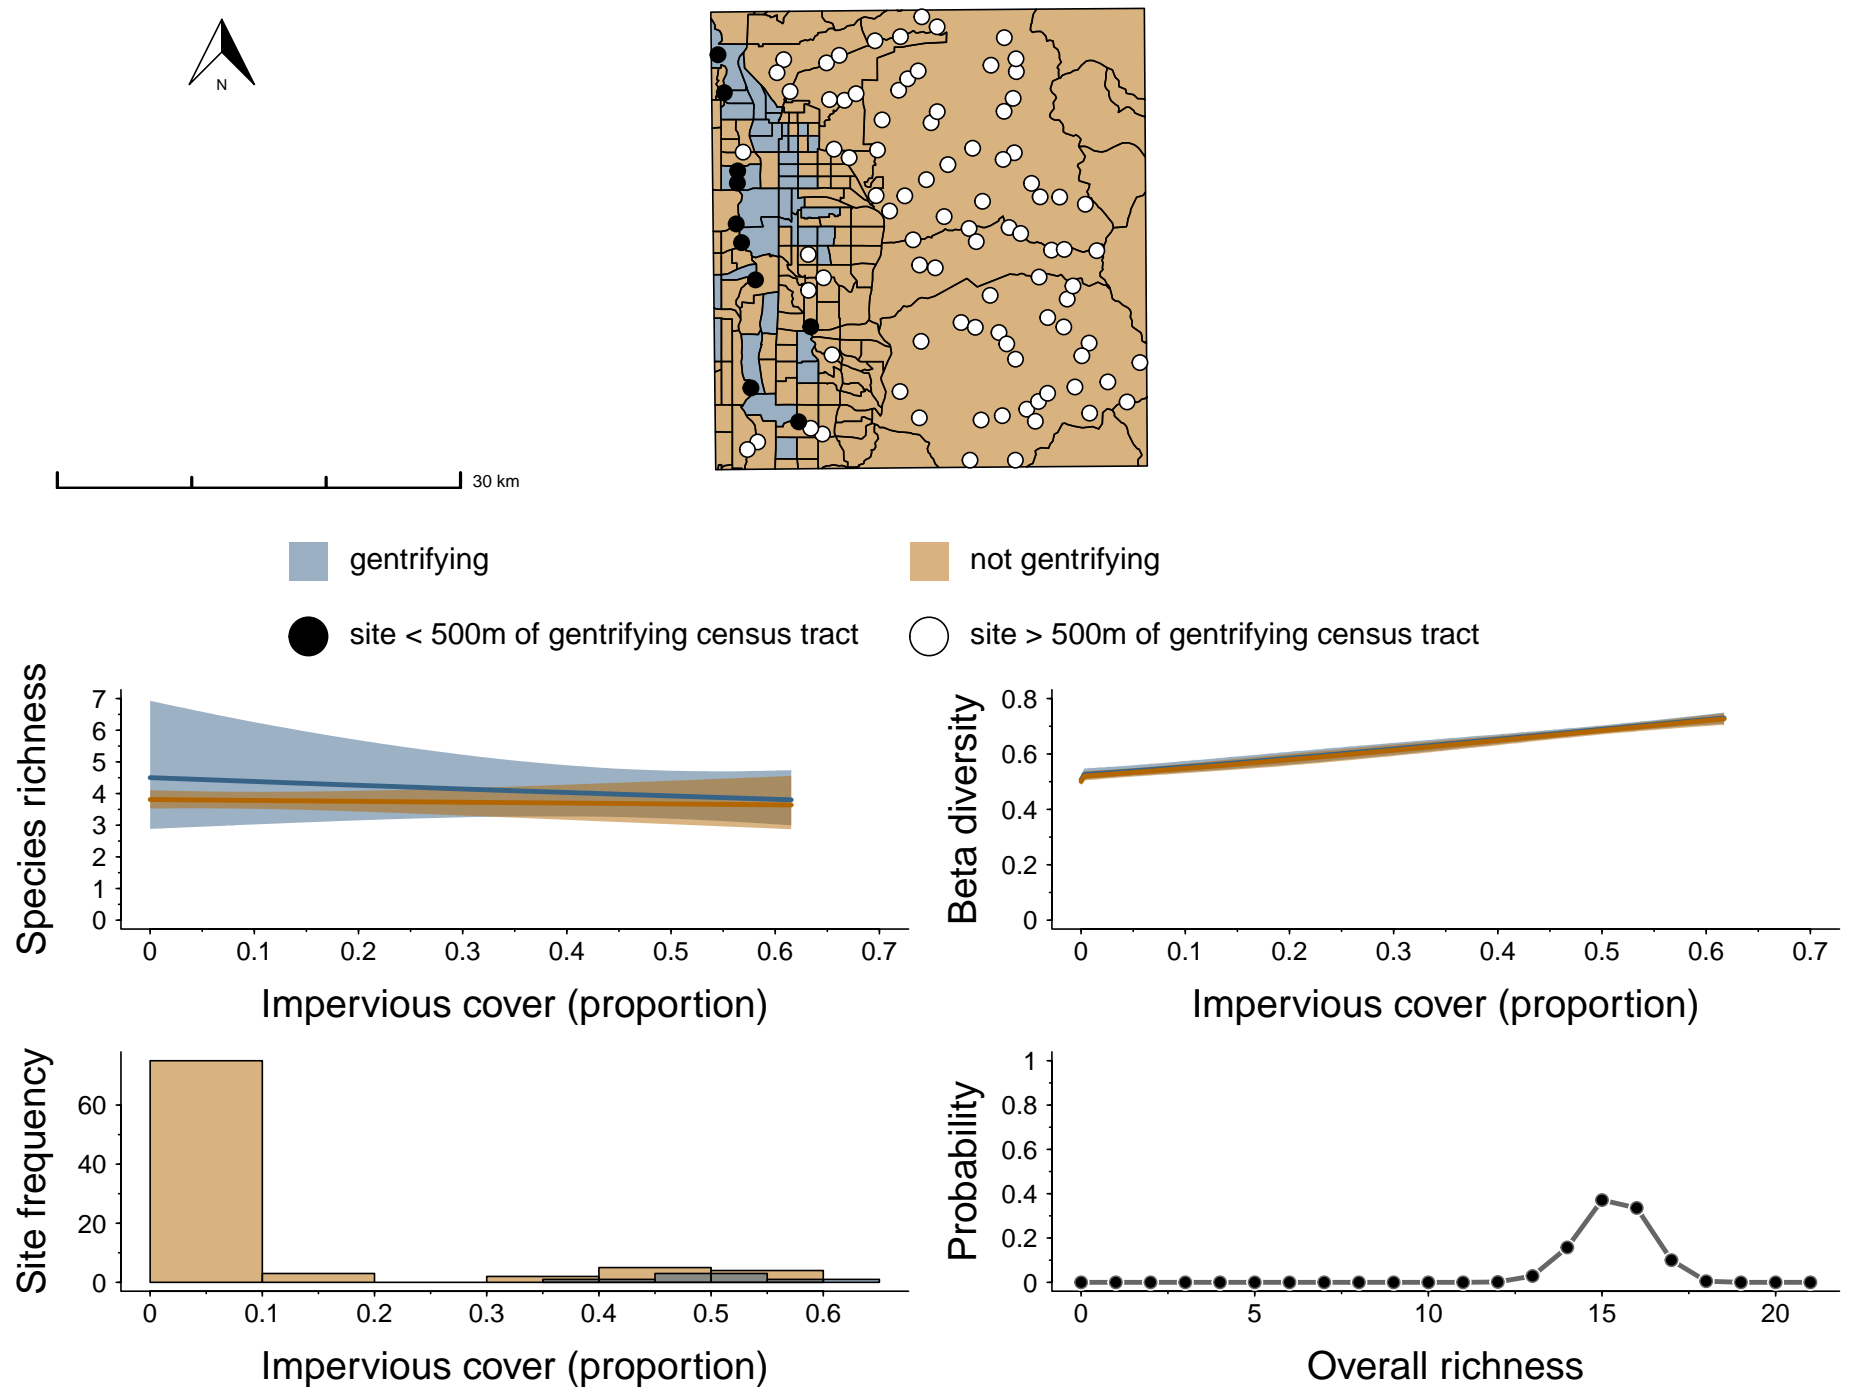 N
30 km
gentrifying
not gentrifying
site < 500m of gentrifying census tract
site > 500m of gentrifying census tract
Species richness
7
6
5
4
3
2
1
0
0 0.1 0.2 0.3 0.4 0.5 0.6 0.7
Impervious cover (proportion)
Beta diversity
0.8
0.6
0.4
0.2
0
0 0.1 0.2 0.3 0.4 0.5 0.6 0.7
Impervious cover (proportion)
Site frequency
60
40
20
0
0 0.1 0.2 0.3 0.4 0.5 0.6
Impervious cover (proportion)
Probability
1
0.8
0.6
0.4
0.2
0
0 5 10 15 20
Overall richness